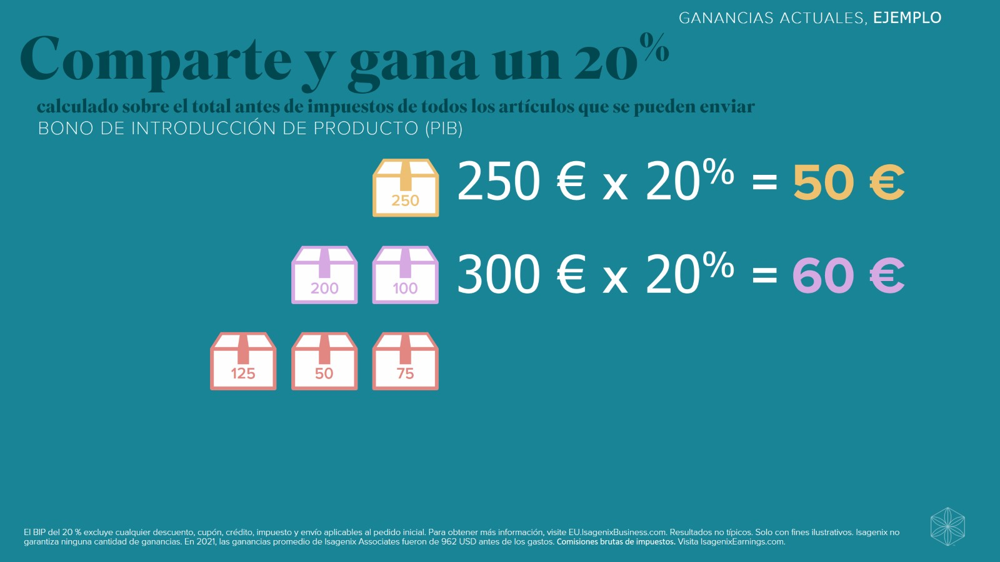 GANANCIAS ACTUALES, EJEMPLO
Comparte y gana un 20%
calculado sobre el total antes de impuestos de todos los artículos que se pueden enviar
BONO DE INTRODUCCIÓN DE PRODUCTO (PIB)
250 250 € x 20% = 50 €
200 100 300 € x 20% = 60 €
125 50 75
El BIP del 20 % excluye cualquier descuento, cupón, crédito, impuesto y envío aplicables al pedido inicial. Para obtener más información, visite EU.IsagenixBusiness.com. Resultados no típicos. Solo con fines ilustrativos. Isagenix no
garantiza ninguna cantidad de ganancias. En 2021, las ganancias promedio de Isagenix Associates fueron de 962 USD antes de los gastos. Comisiones brutas de impuestos. Visita IsagenixEarnings.com.